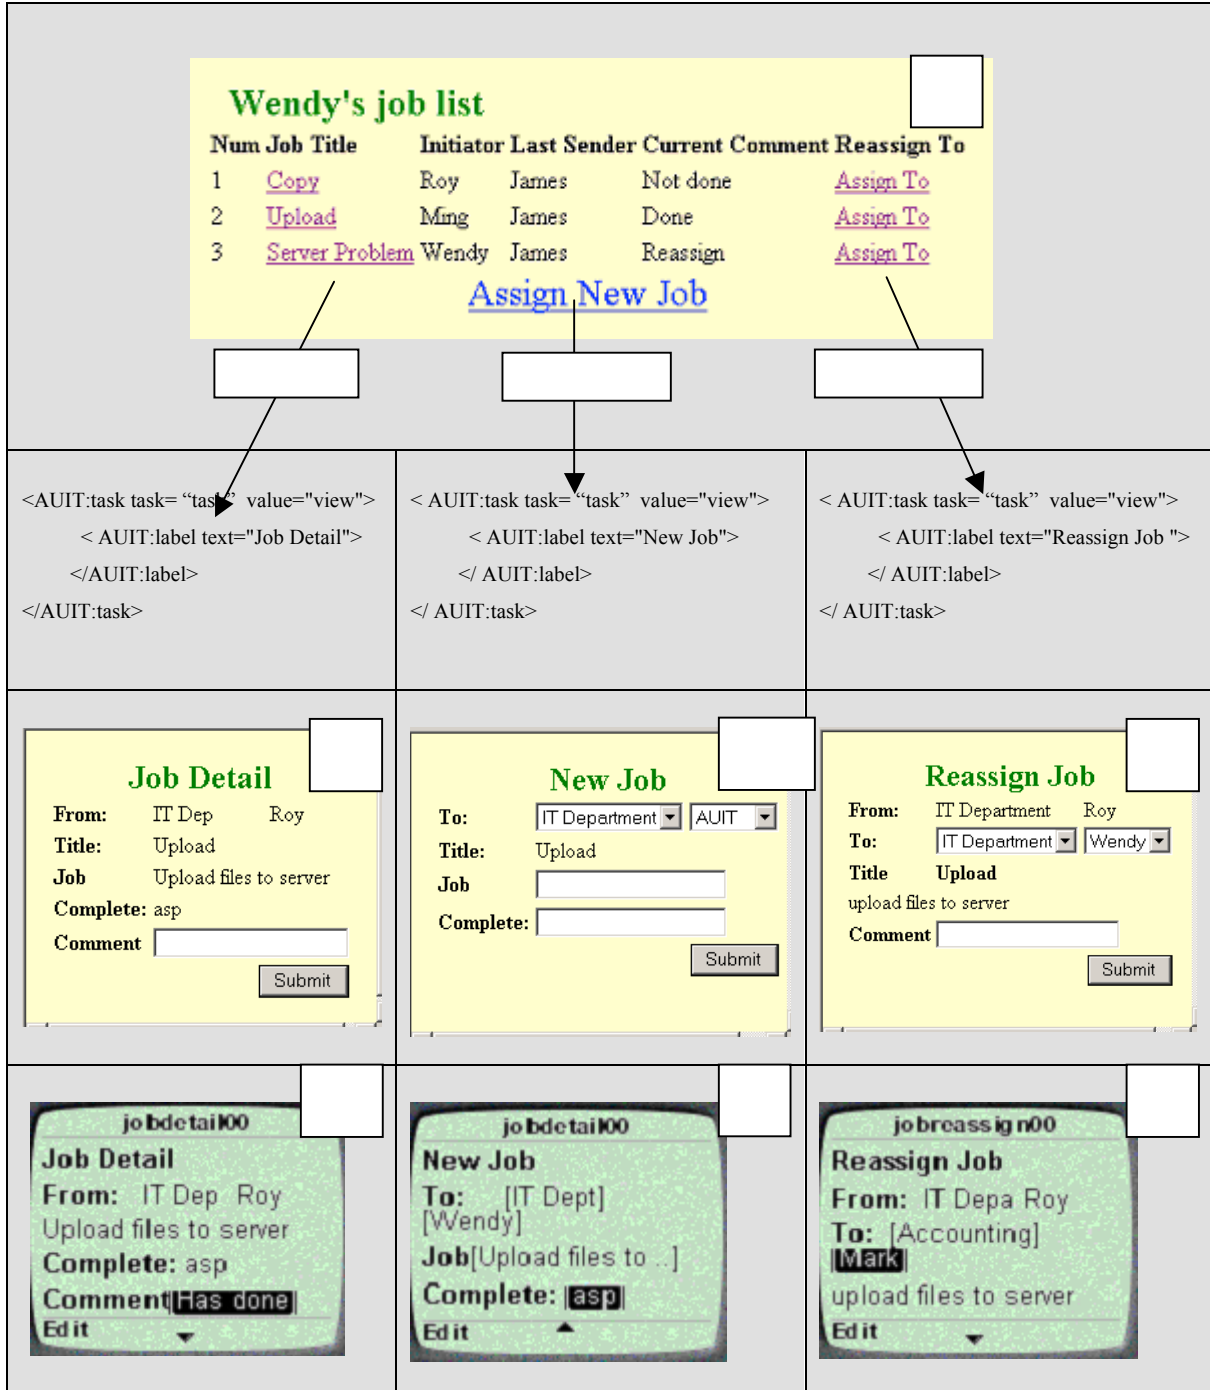 Wendy's job list
Num Job Title Initiator Last Sender Current Comment Reassign To
1 Copy Roy James Not done Assign To
2 Upload Ming James Done Assign To
3 Server Problem Wendy James Reassign Assign To
Assign New Job
<AUIT:task task= “task” value="view">
< AUIT:label text="Job Detail">
</AUIT:label>
</AUIT:task>
< AUIT:task task= “task” value="view">
< AUIT:label text="New Job">
</ AUIT:label>
</ AUIT:task>
< AUIT:task task= “task” value="view">
< AUIT:label text="Reassign Job ">
</ AUIT:label>
</ AUIT:task>
Job Detail
From: IT Dep Roy
Title: Upload
Job Upload files to server
Complete: asp
Comment
Submit
New Job
To: IT Department AUIT
Title: Upload
Job
Complete:
Submit
Reassign Job
From: IT Department Roy
To: IT Department Wendy
Title Upload
upload files to server
Comment
Submit
jobdetail00
Job Detail
From: IT Dep Roy
Upload files to server
Complete: asp
Comment[Has done]
Edit
jobdetail00
New Job
To: [IT Dept]
[Wendy]
Job[Upload files to ..]
Complete: [asp]
Edit
jobreassign00
Reassign Job
From: IT Depa Roy
To: [Accounting]
[Mark]
upload files to server
Edit